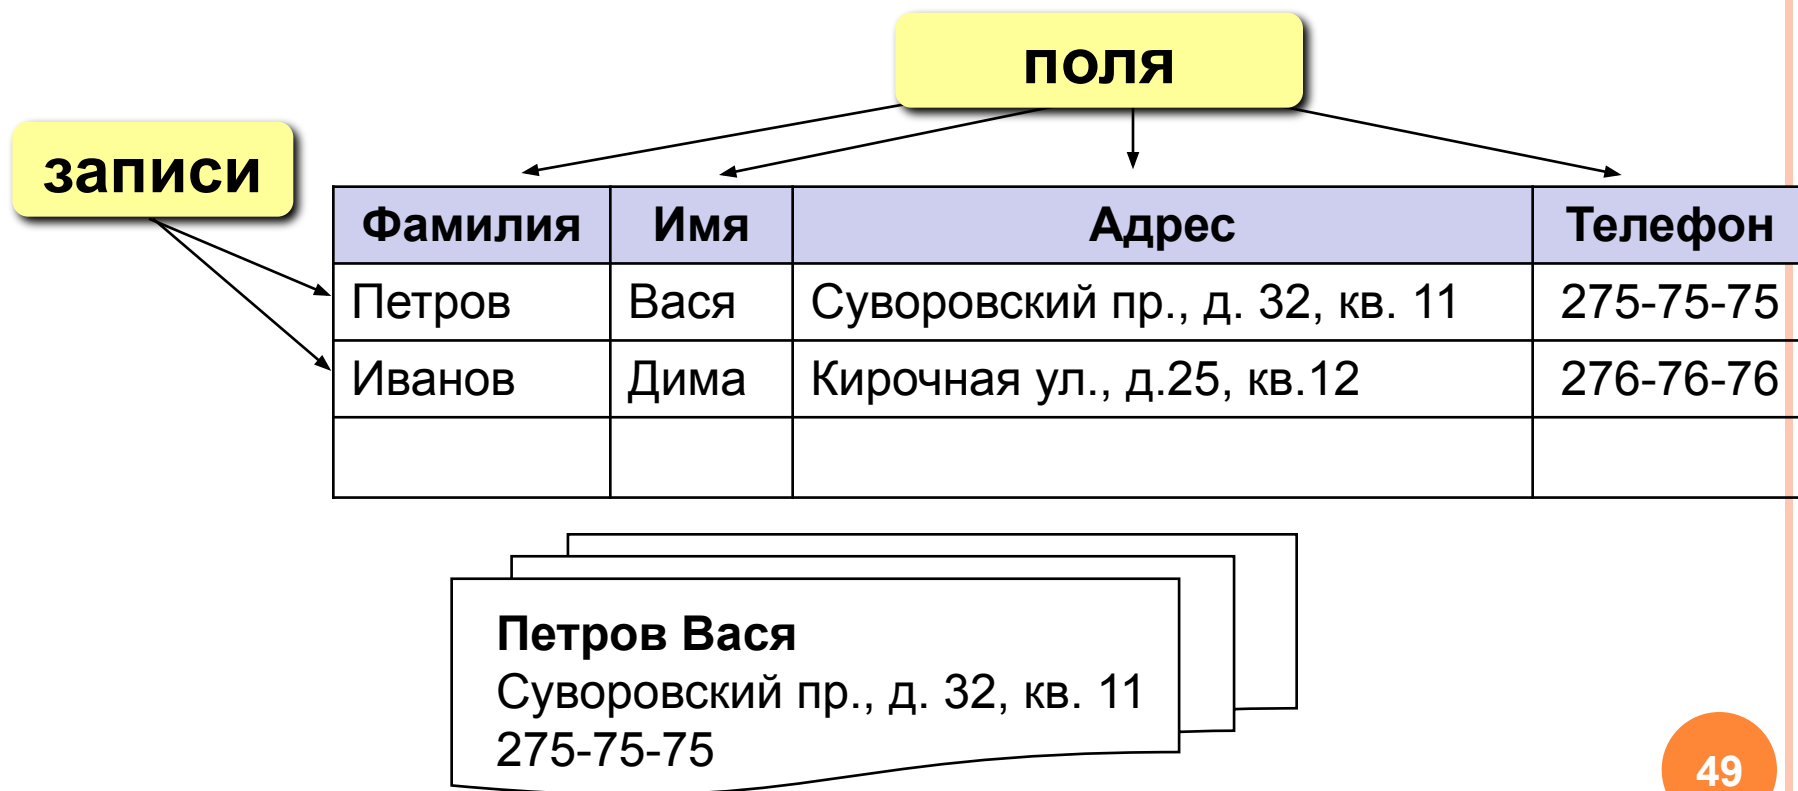 поля
записи
Фамилия Имя Адрес Телефон
Петров Вася Суворовский пр., д. 32, кв. 11 275-75-75
Иванов Дима Кирочная ул., д.25, кв.12 276-76-76
Петров Вася
Суворовский пр., д. 32, кв. 11
275-75-75
49